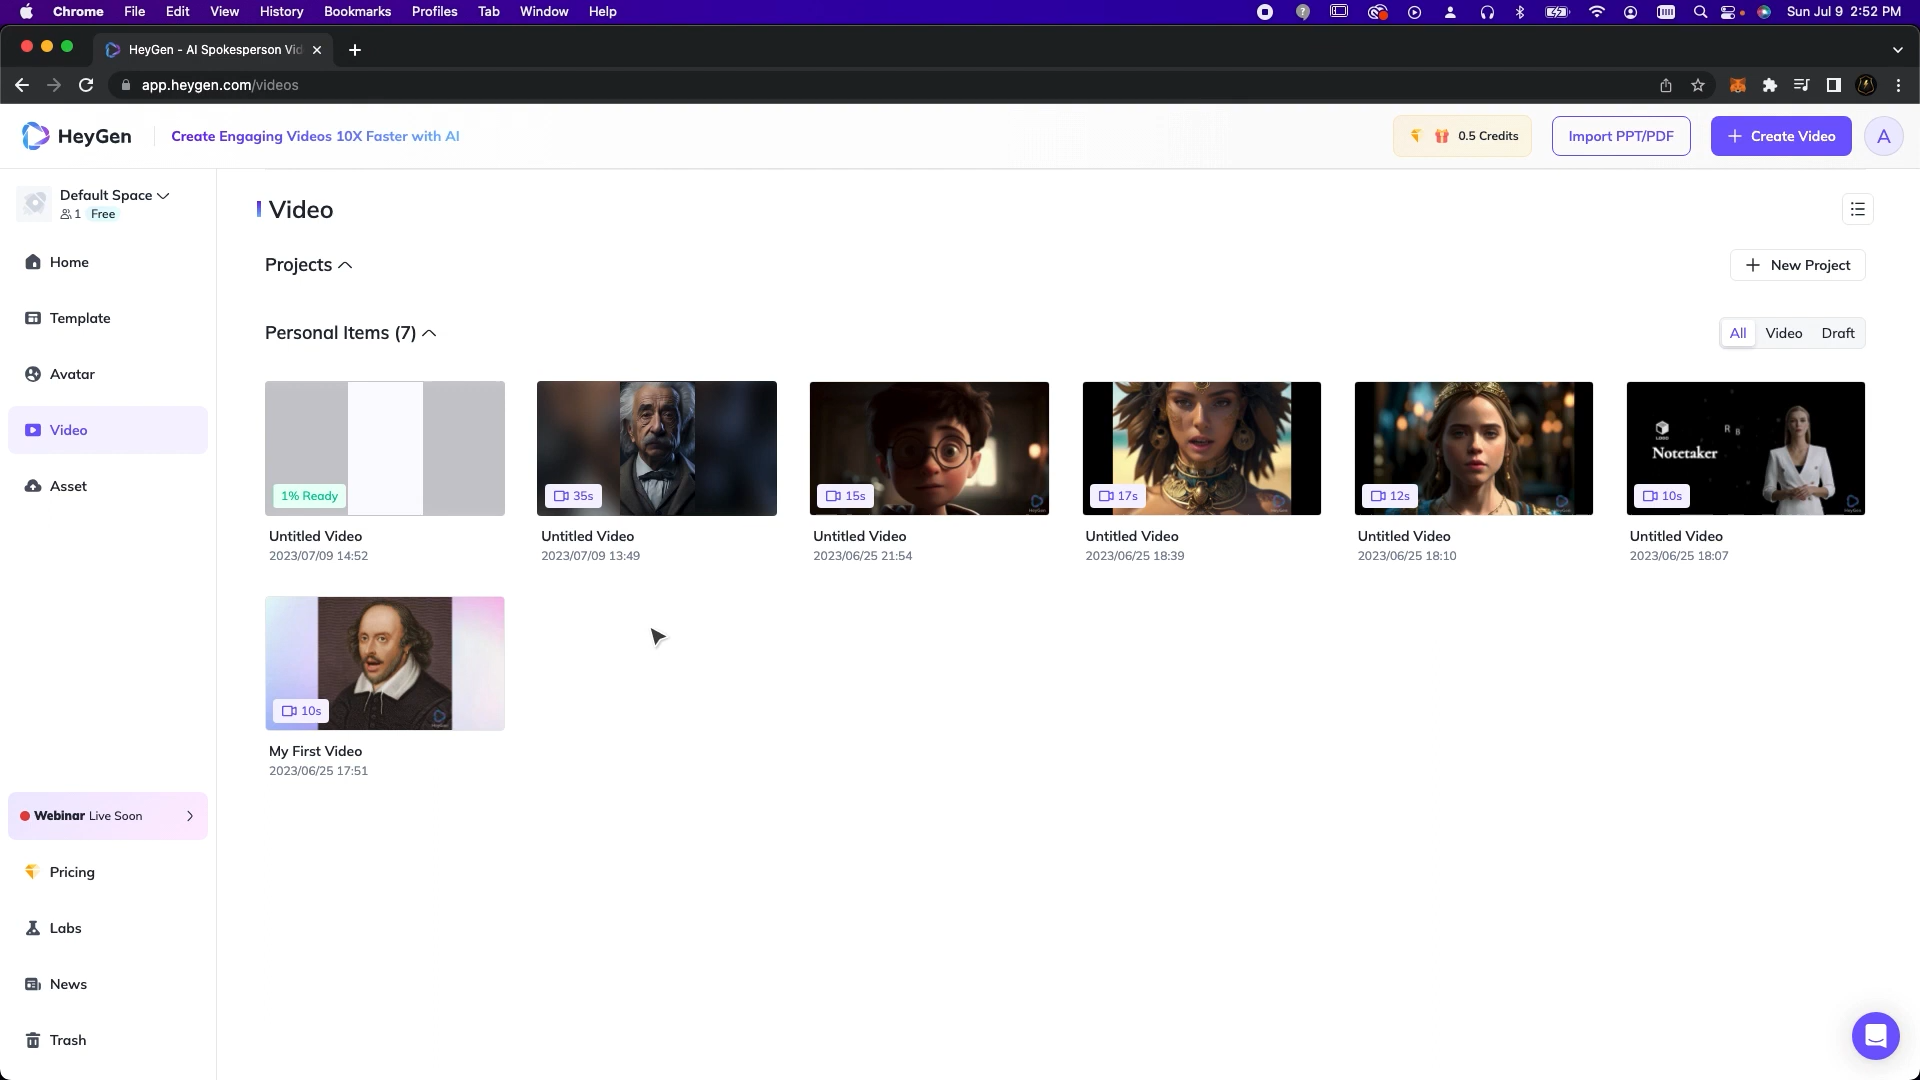 Chrome File Edit View History Bookmarks Profiles Tab Window Help Sun Jul 9 2:52 PM
HeyGen - AI Spokesperson Vid
app.heygen.com/videos
HeyGen Create Engaging Videos 10X Faster with AI 0.5 Credits Import PPT/PDF + Create Video A
Default Space
1 Free
Home
Template
Avatar
Video
Asset
Webinar Live Soon
Pricing
Labs
News
Trash
Video
Projects + New Project
Personal Items (7) All Video Draft
1% Ready 35s 15s 17s 12s 10s
LOGO
R B
Notetaker
Untitled Video Untitled Video Untitled Video Untitled Video Untitled Video Untitled Video
2023/07/09 14:52 2023/07/09 13:49 2023/06/25 21:54 2023/06/25 18:39 2023/06/25 18:10 2023/06/25 18:07
10s
My First Video
2023/06/25 17:51